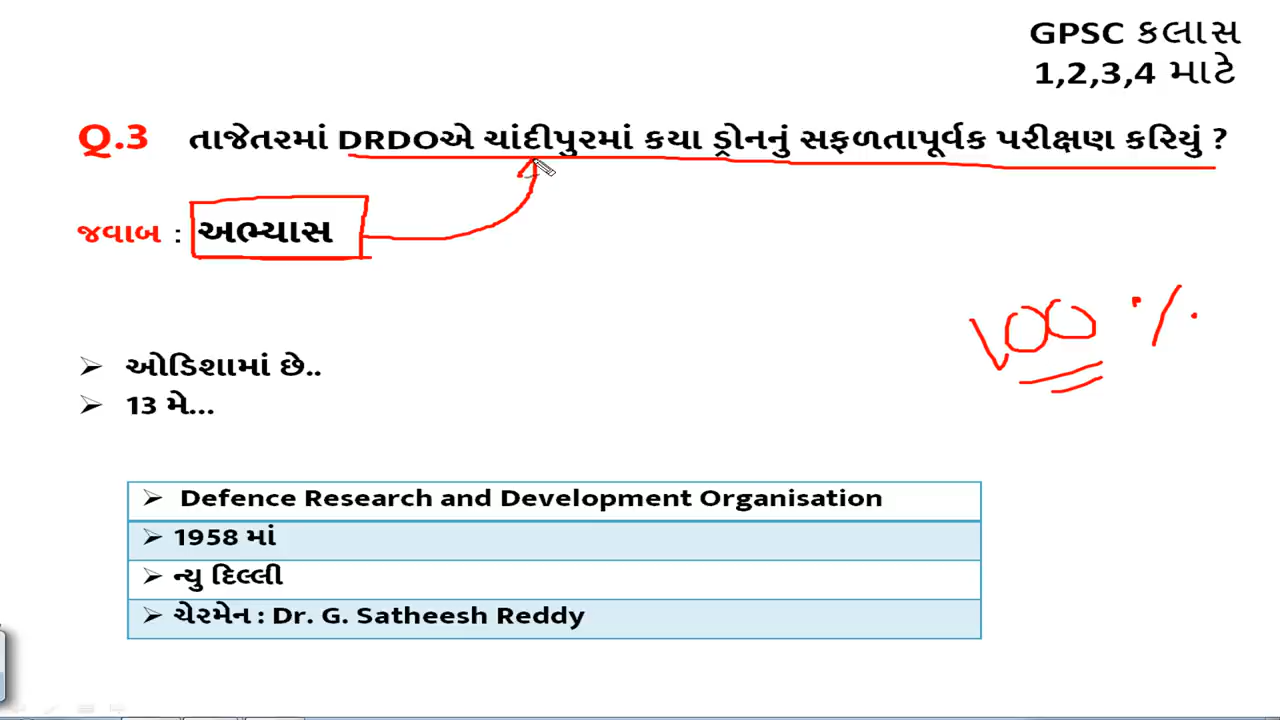 GPSC કલાસ
1,2,3,4 માટે
Q.3 તાજેતરમાં DRDOએ ચાંદીપુરમાં કયા ડ્રોનનું સફળતાપૂર્વક પરીક્ષણ કરિયું ?
જવાબ : અભ્યાસ
100 %
➢ ઓડિશામાં છે..
➢ 13 મે...
➢ Defence Research and Development Organisation
➢ 1958 માં
➢ ન્યુ દિલ્લી
➢ ચેરમેન : Dr. G. Satheesh Reddy